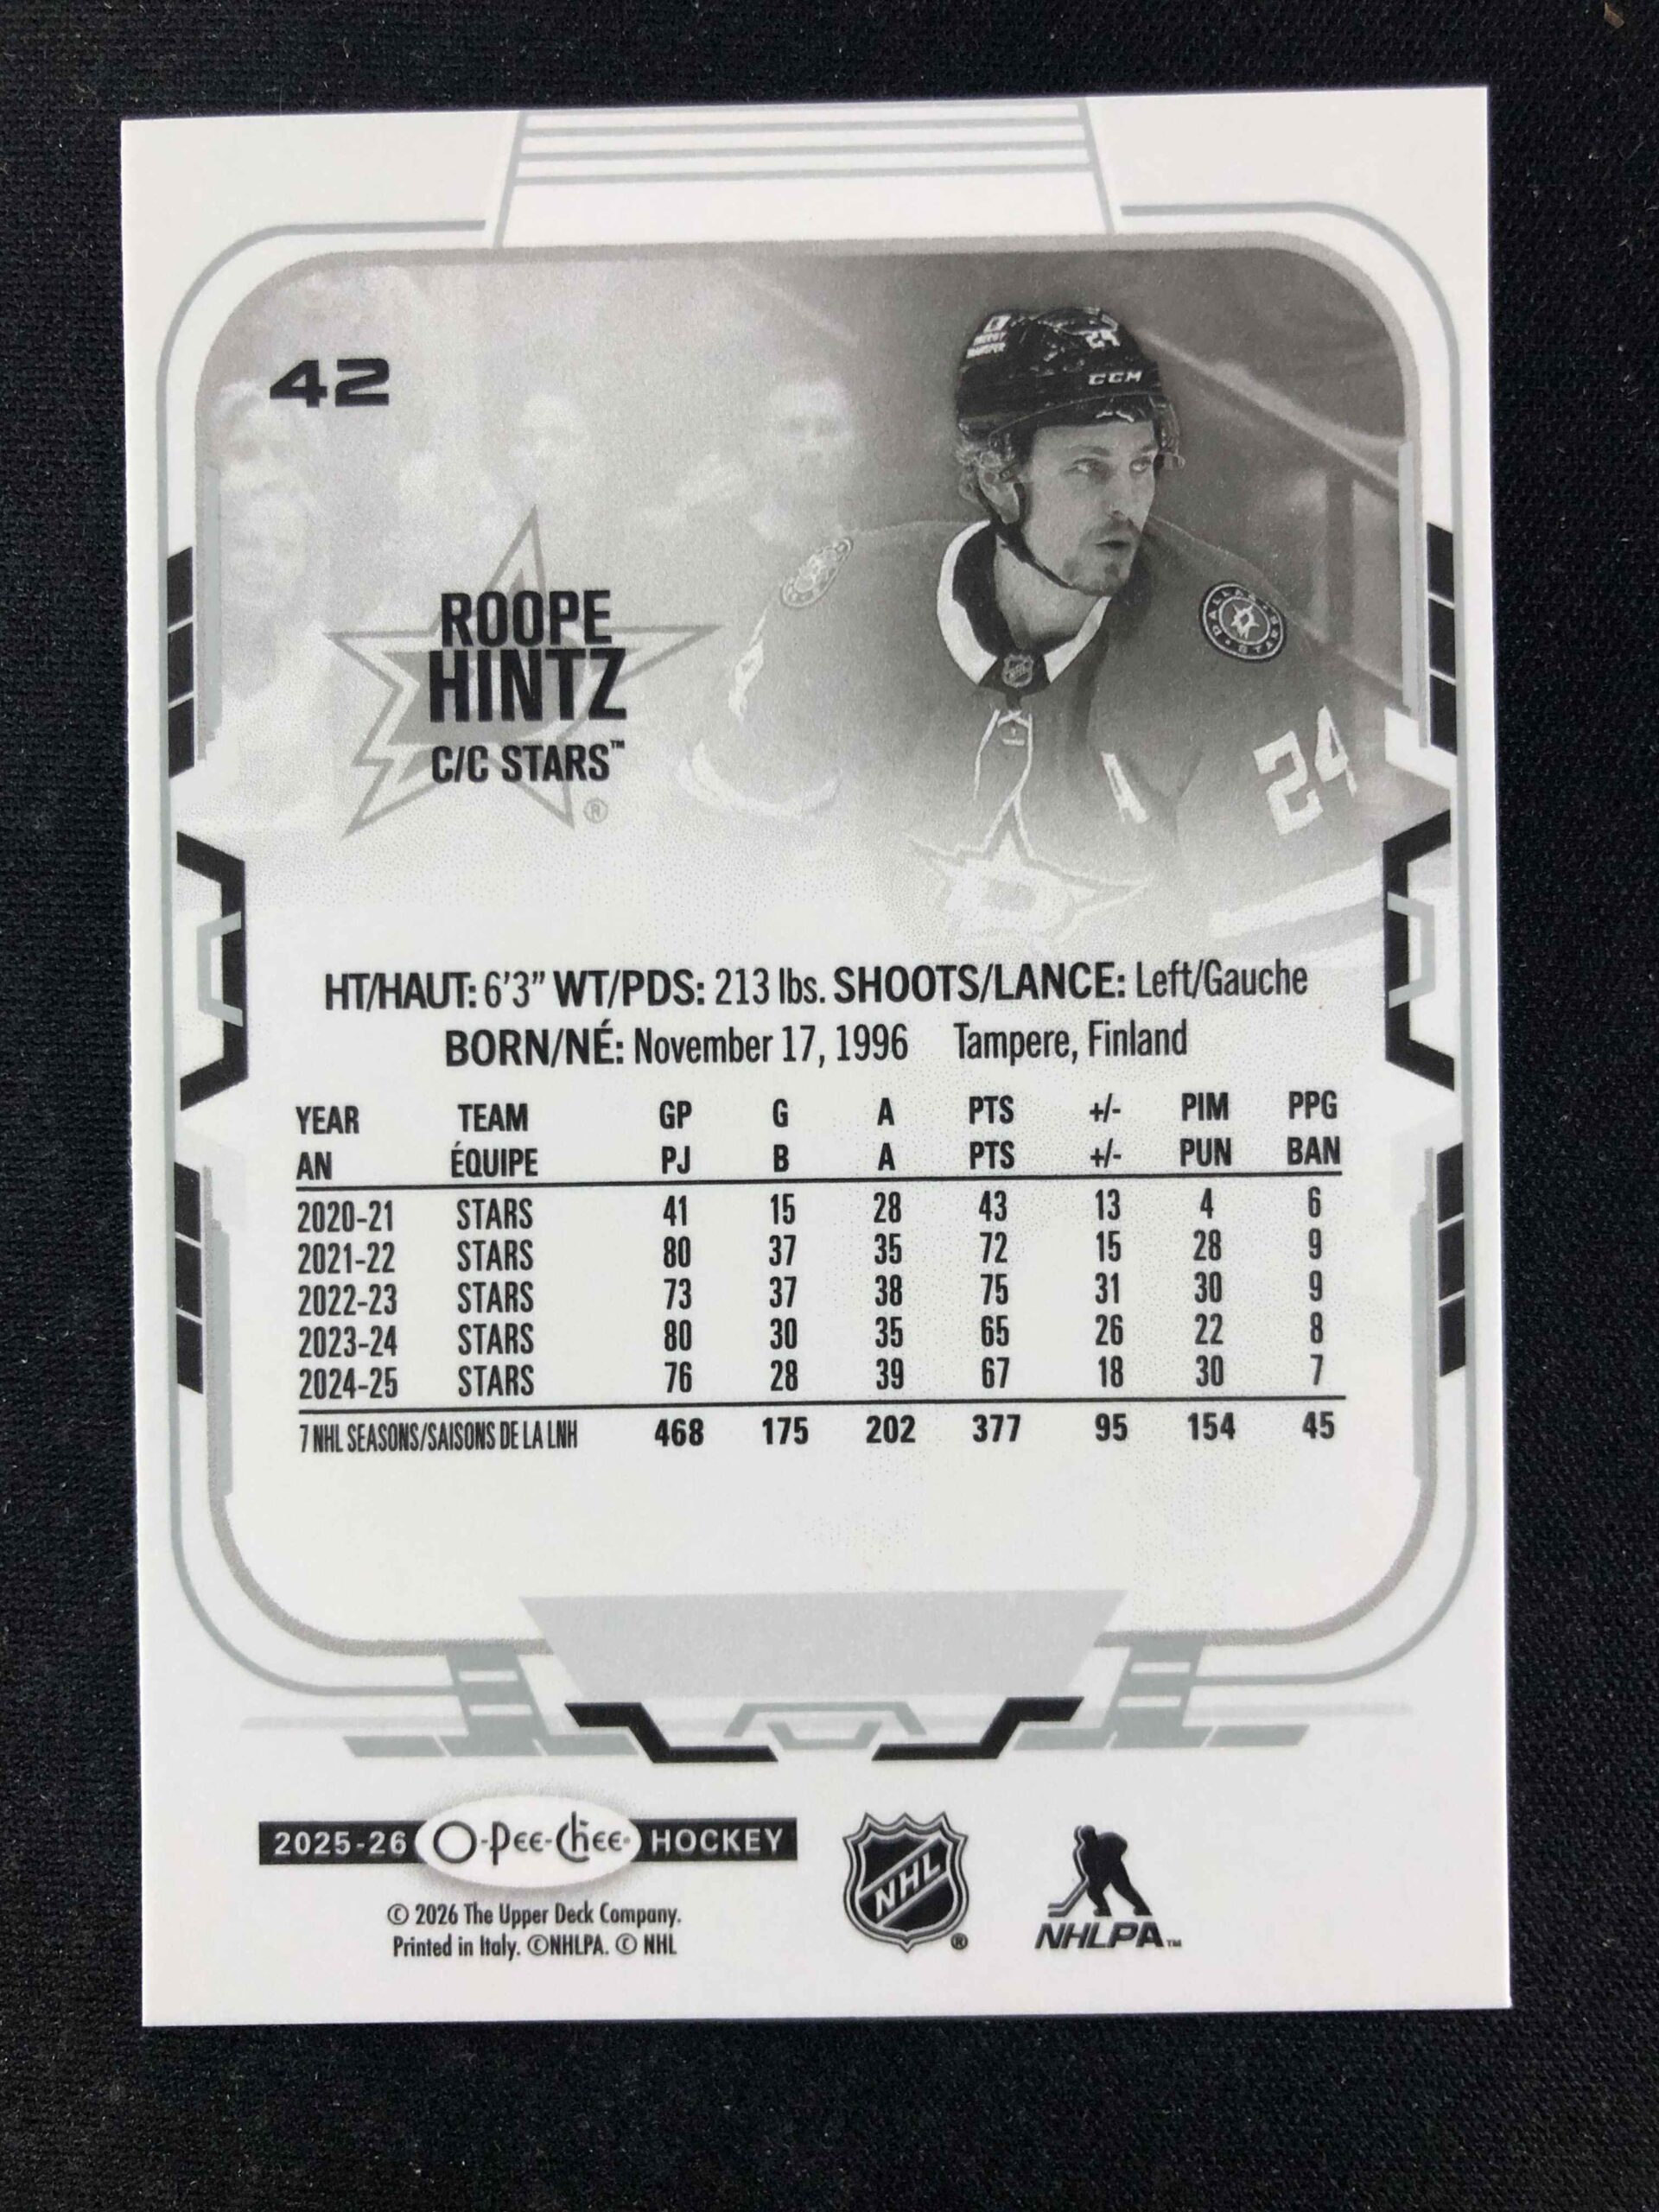 42
24
CCM
ROOPE
HINTZ
C/C STARS™
®
DALLAS STARS
A
24
D
HT/HAUT: 6'3" WT/PDS: 213 lbs. SHOOTS/LANCE: Left/Gauche
BORN/NÉ: November 17, 1996 Tampere, Finland
YEAR TEAM GP G A PTS +/- PIM PPG
AN ÉQUIPE PJ B A PTS +/- PUN BAN
2020-21 STARS 41 15 28 43 13 4 6
2021-22 STARS 80 37 35 72 15 28 9
2022-23 STARS 73 37 38 75 31 30 9
2023-24 STARS 80 30 35 65 26 22 8
2024-25 STARS 76 28 39 67 18 30 7
7 NHL SEASONS/SAISONS DE LA LNH 468 175 202 377 95 154 45
2025-26 O-Pee-Chee® HOCKEY
© 2026 The Upper Deck Company.
Printed in Italy. ©NHLPA. © NHL
NHL ®
NHLPA™